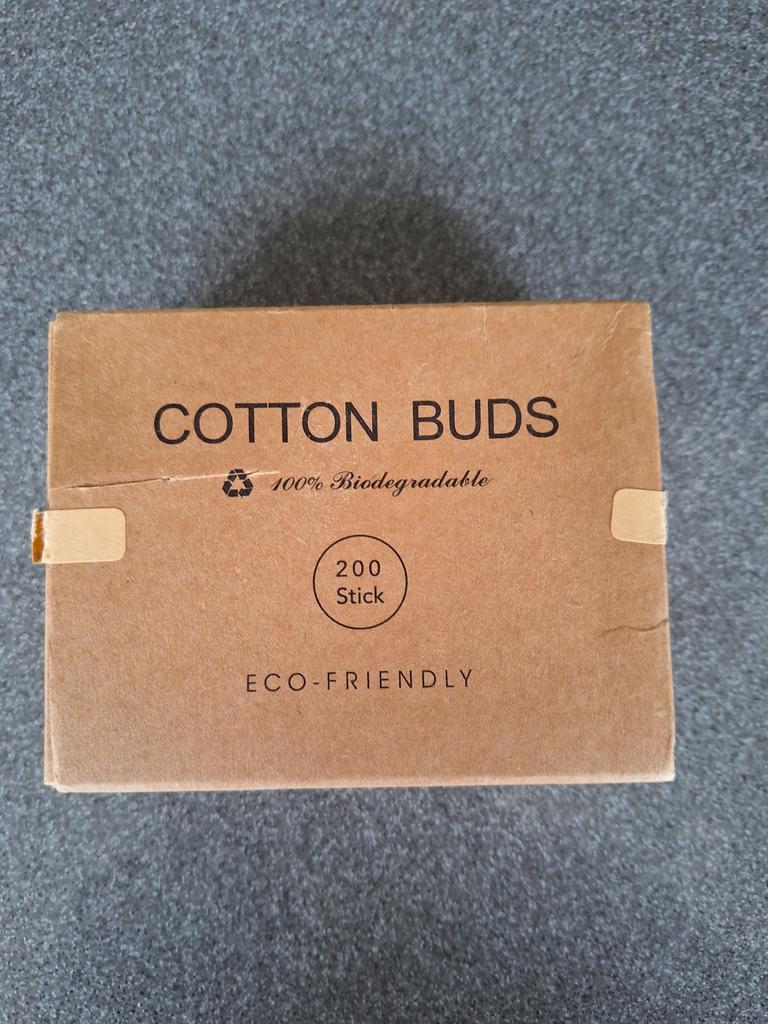 COTTON BUDS
100% Biodegradable
200
Stick
ECO-FRIENDLY